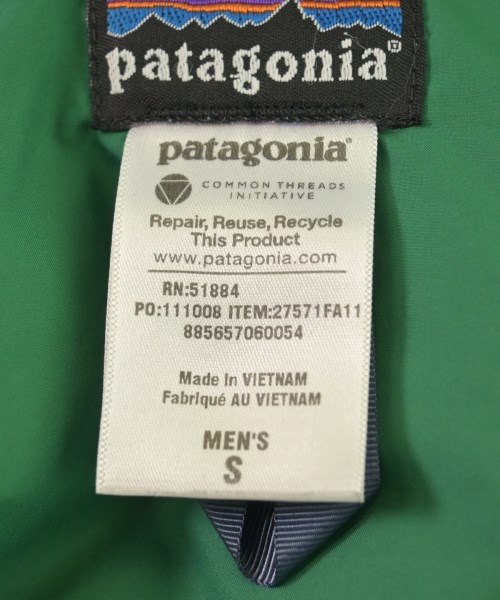 patagonia®
patagonia®
COMMON THREADS
INITIATIVE
Repair, Reuse, Recycle
This Product
www.patagonia.com
RN:51884
PO:111008 ITEM:27571FA11
885657060054
Made In VIETNAM
Fabriqué AU VIETNAM
MEN'S
S